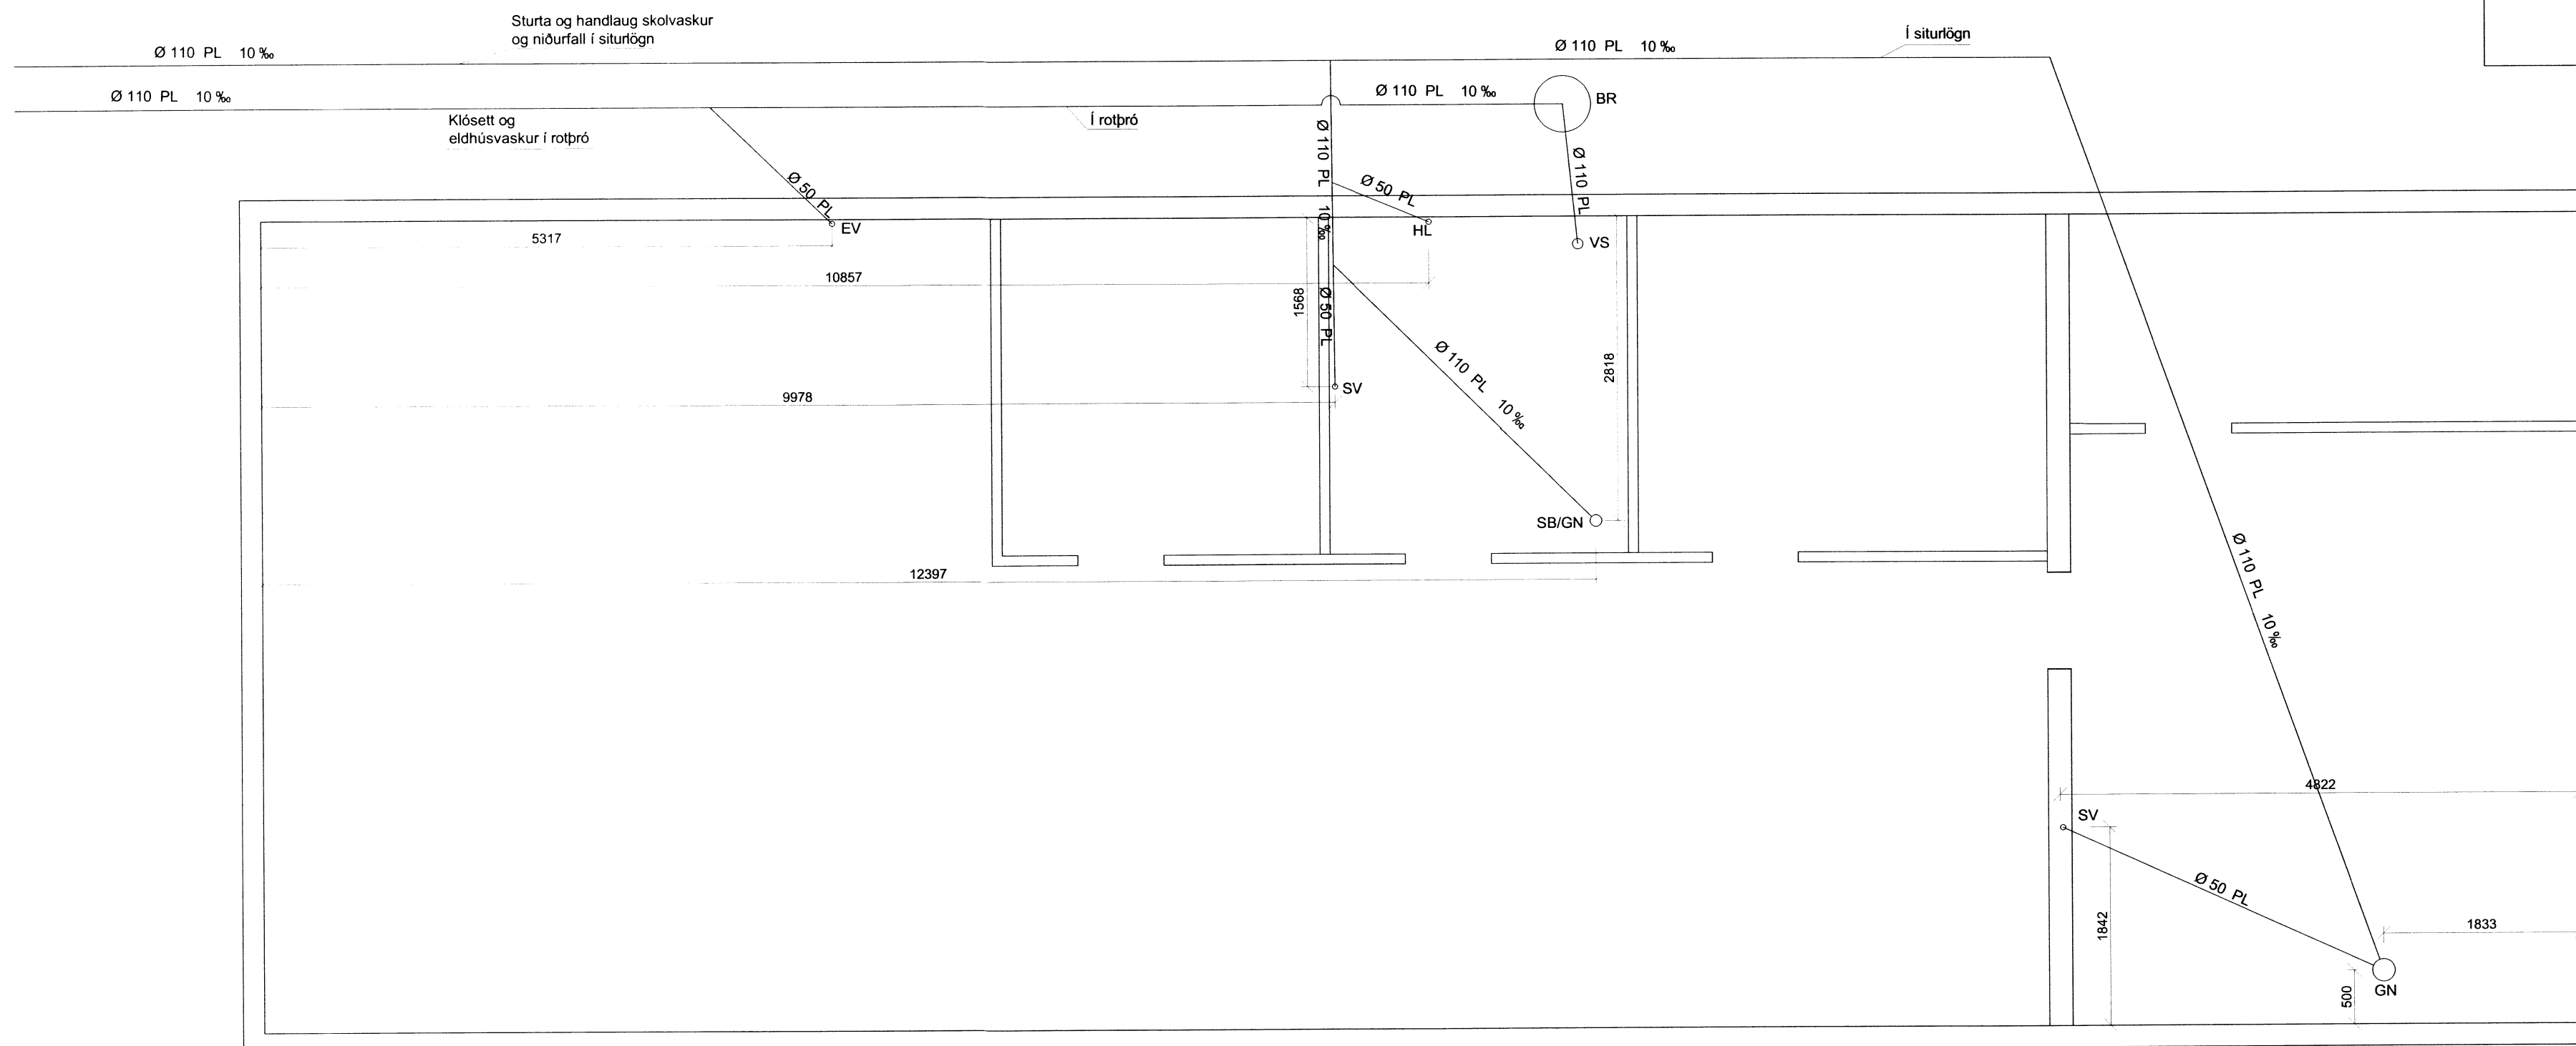 Sturta og handlaug skolvaskur
og niðurfall í siturlögn
Í siturlögn
Ø 110 PL 10 ‰
Ø 110 PL 10 ‰
Ø 110 PL 10 ‰
Ø 110 PL 10 ‰
BR
Klósett og
eldhúsvaskur í rotþró
Í rotþró
Ø 110 PL 10 ‰
Ø 110 PL
Ø 50 PL
Ø 50 PL
EV
HL
VS
5317
10857
1568
Ø 50 PL
2818
Ø 110 PL 10 ‰
SV
9978
SB/GN
12397
Ø 110 PL 10 ‰
4822
SV
Ø 50 PL
1842
1833
500
GN